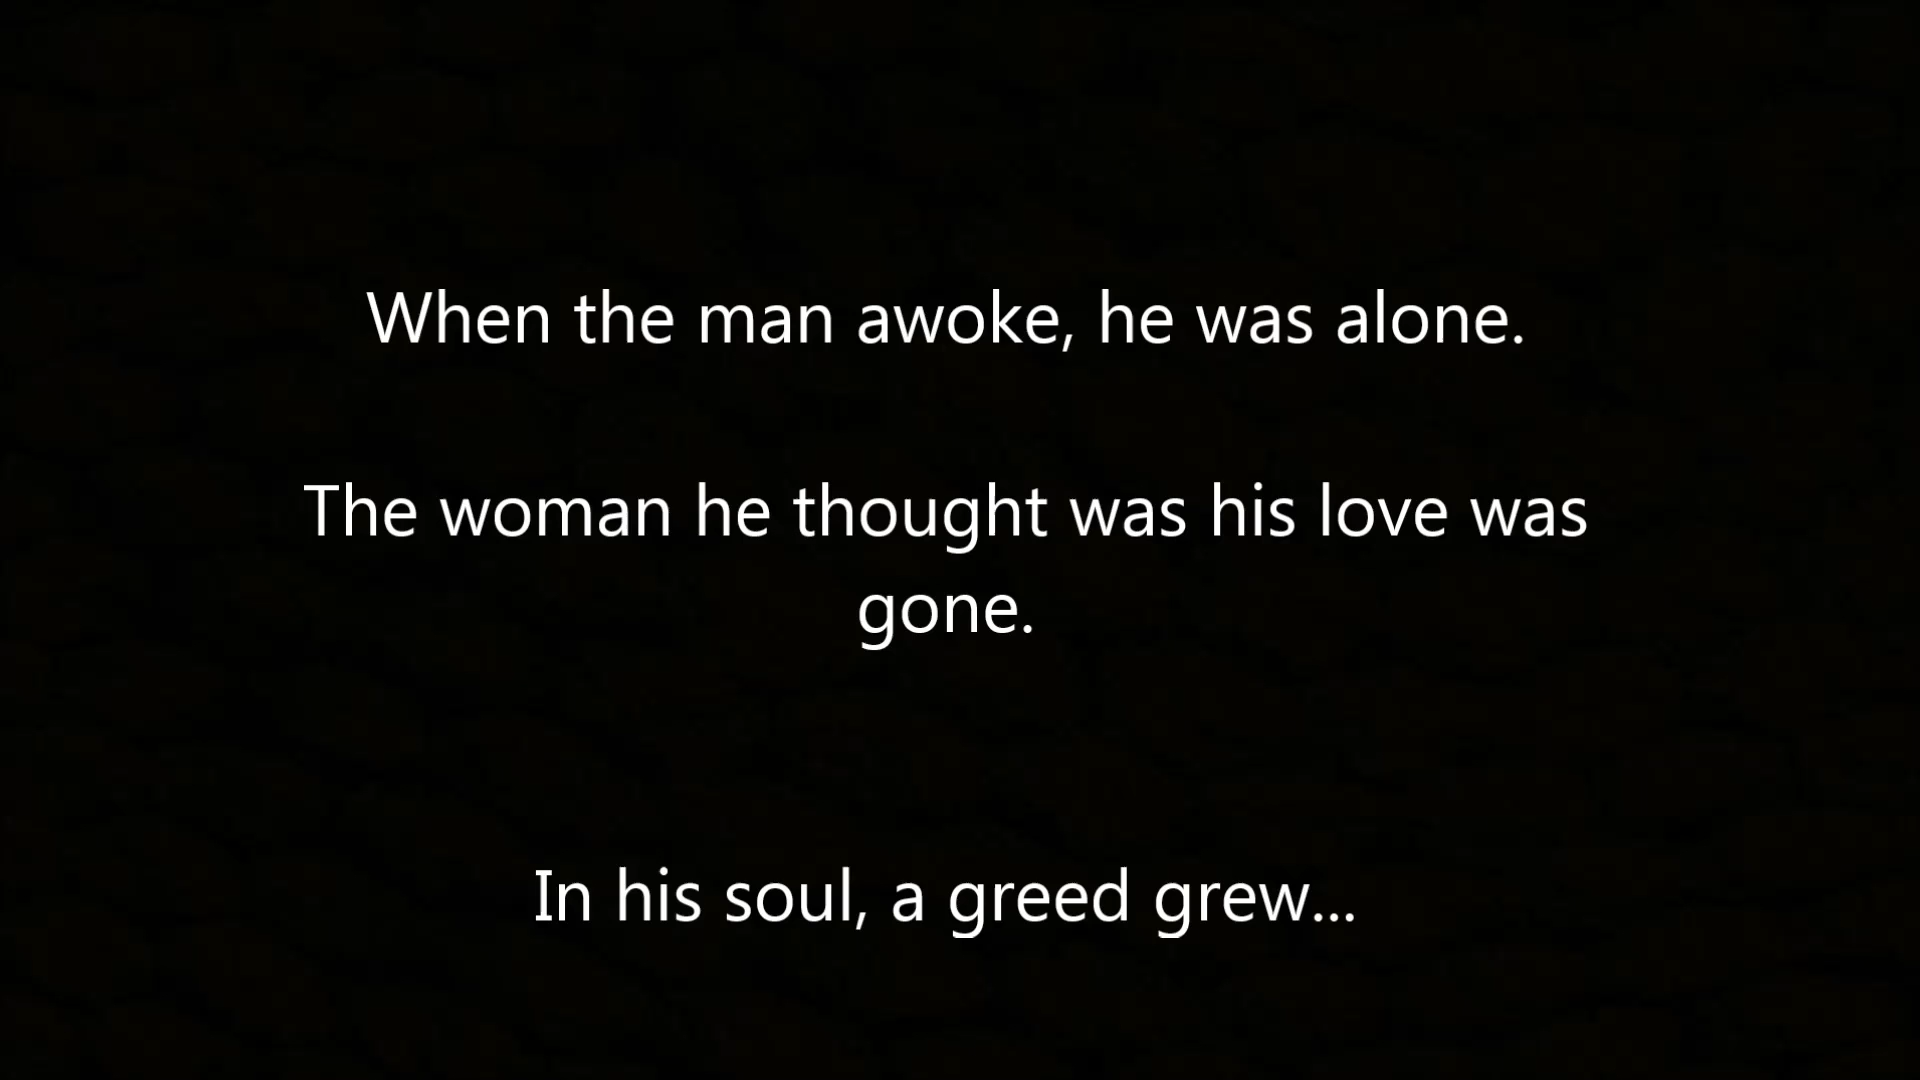 When the man awoke, he was alone.
The woman he thought was his love was
gone.
In his soul, a greed grew...